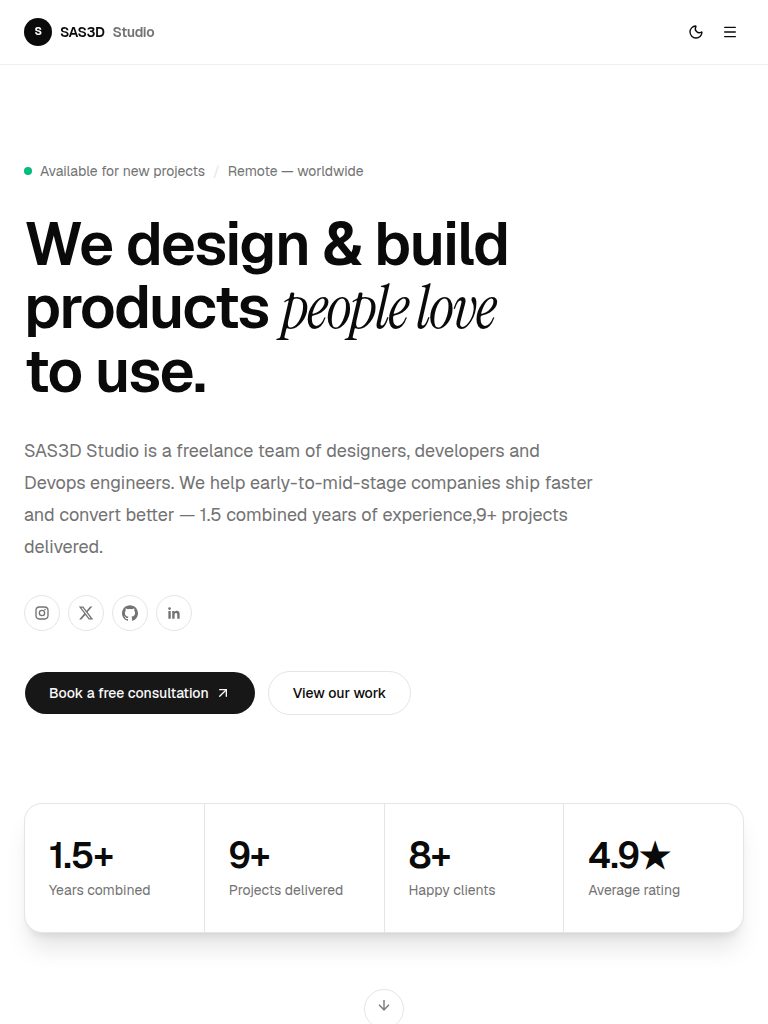 S SAS3D Studio
Available for new projects / Remote — worldwide
We design & build
products people love
to use.
SAS3D Studio is a freelance team of designers, developers and
Devops engineers. We help early-to-mid-stage companies ship faster
and convert better — 1.5 combined years of experience,9+ projects
delivered.
Book a free consultation
View our work
1.5+
Years combined
9+
Projects delivered
8+
Happy clients
4.9★
Average rating